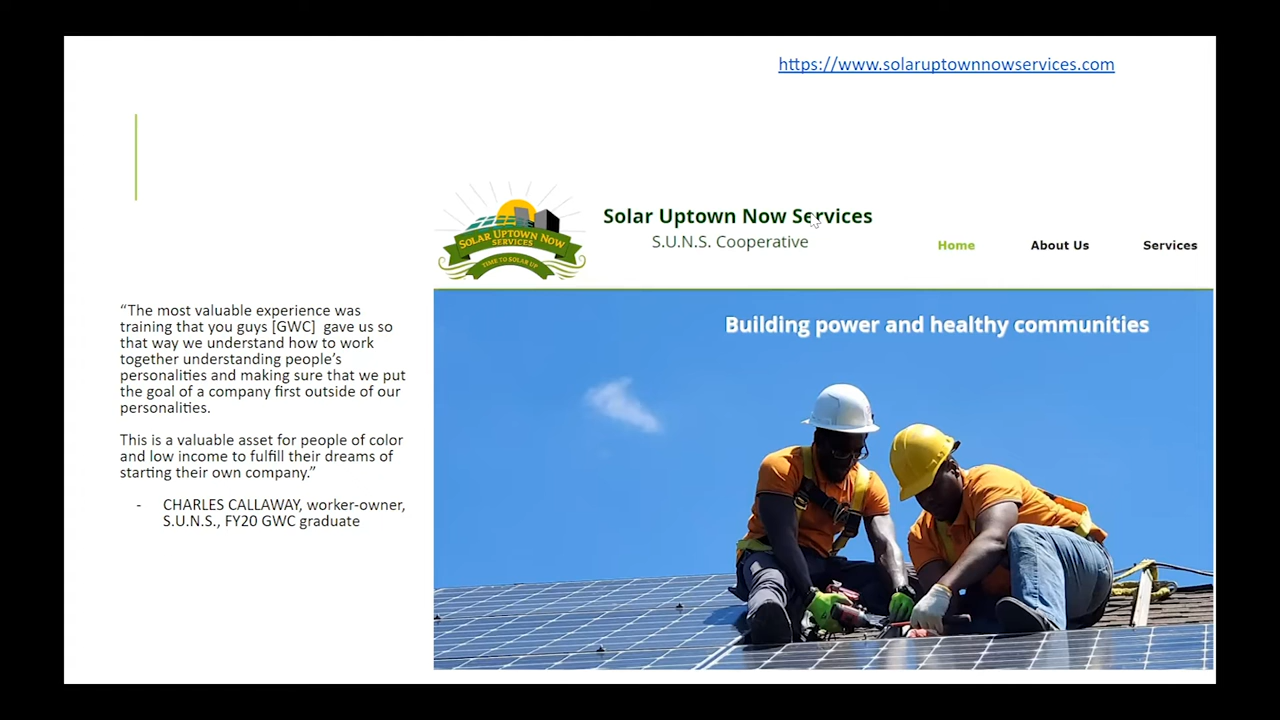 https://www.solaruptownnowservices.com
SOLAR UPTOWN NOW
SERVICES
TIME TO SOLAR UP
Solar Uptown Now Services
S.U.N.S. Cooperative
Home
About Us
Services
Building power and healthy communities
“The most valuable experience was
training that you guys [GWC]  gave us so
that way we understand how to work
together understanding people’s
personalities and making sure that we put
the goal of a company first outside of our
personalities.
This is a valuable asset for people of color
and low income to fulfill their dreams of
starting their own company.”
- CHARLES CALLAWAY, worker-owner,
S.U.N.S., FY20 GWC graduate